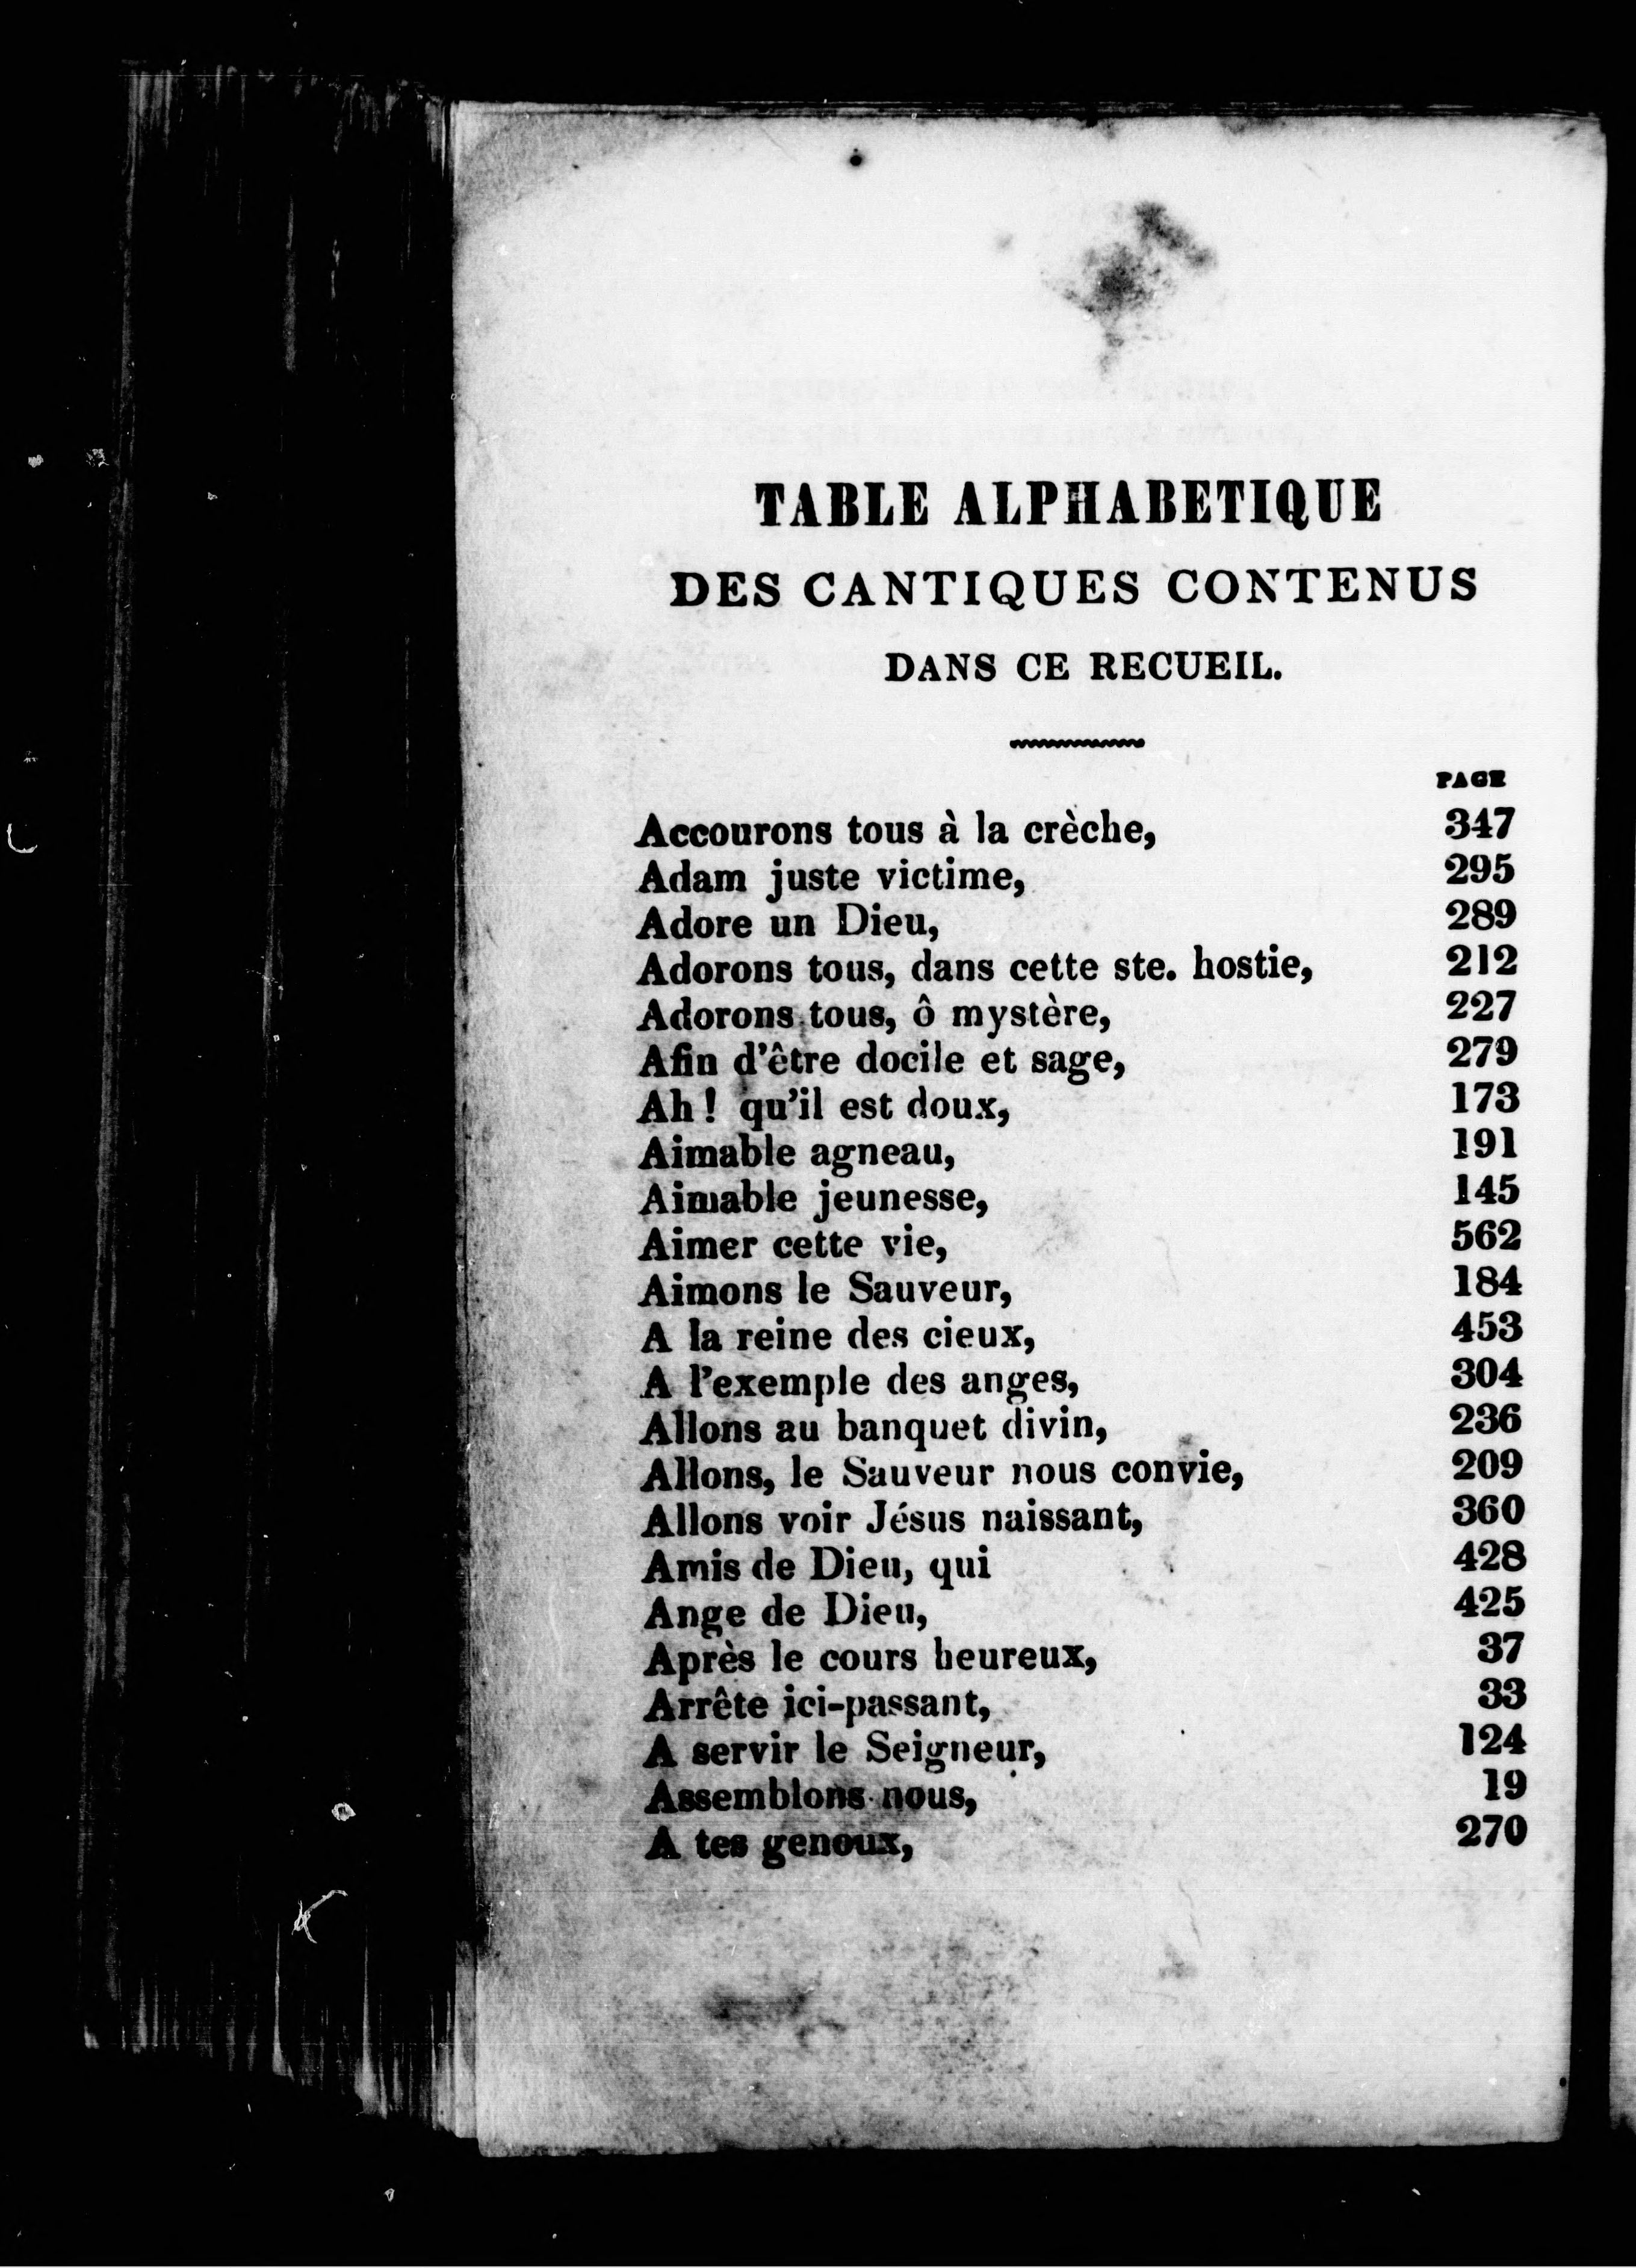 TABLE ALPHABETIQUE
DES CANTIQUES CONTENUS
DANS CE RECUEIL.
PAGE
Accourons tous à la crèche, 347
Adam juste victime, 295
Adore un Dieu, 289
Adorons tous, dans cette ste. hostie, 212
Adorons tous, ô mystère, 227
Afin d'être docile et sage, 279
Ah ! qu'il est doux, 173
Aimable agneau, 191
Aimable jeunesse, 145
Aimer cette vie, 562
Aimons le Sauveur, 184
A la reine des cieux, 453
A l'exemple des anges, 304
Allons au banquet divin, 236
Allons, le Sauveur nous convie, 209
Allons voir Jésus naissant, 360
Amis de Dieu, qui 428
Ange de Dieu, 425
Après le cours heureux, 37
Arrête ici-passant, 33
A servir le Seigneur, 124
Assemblons nous, 19
A tes genoux, 270